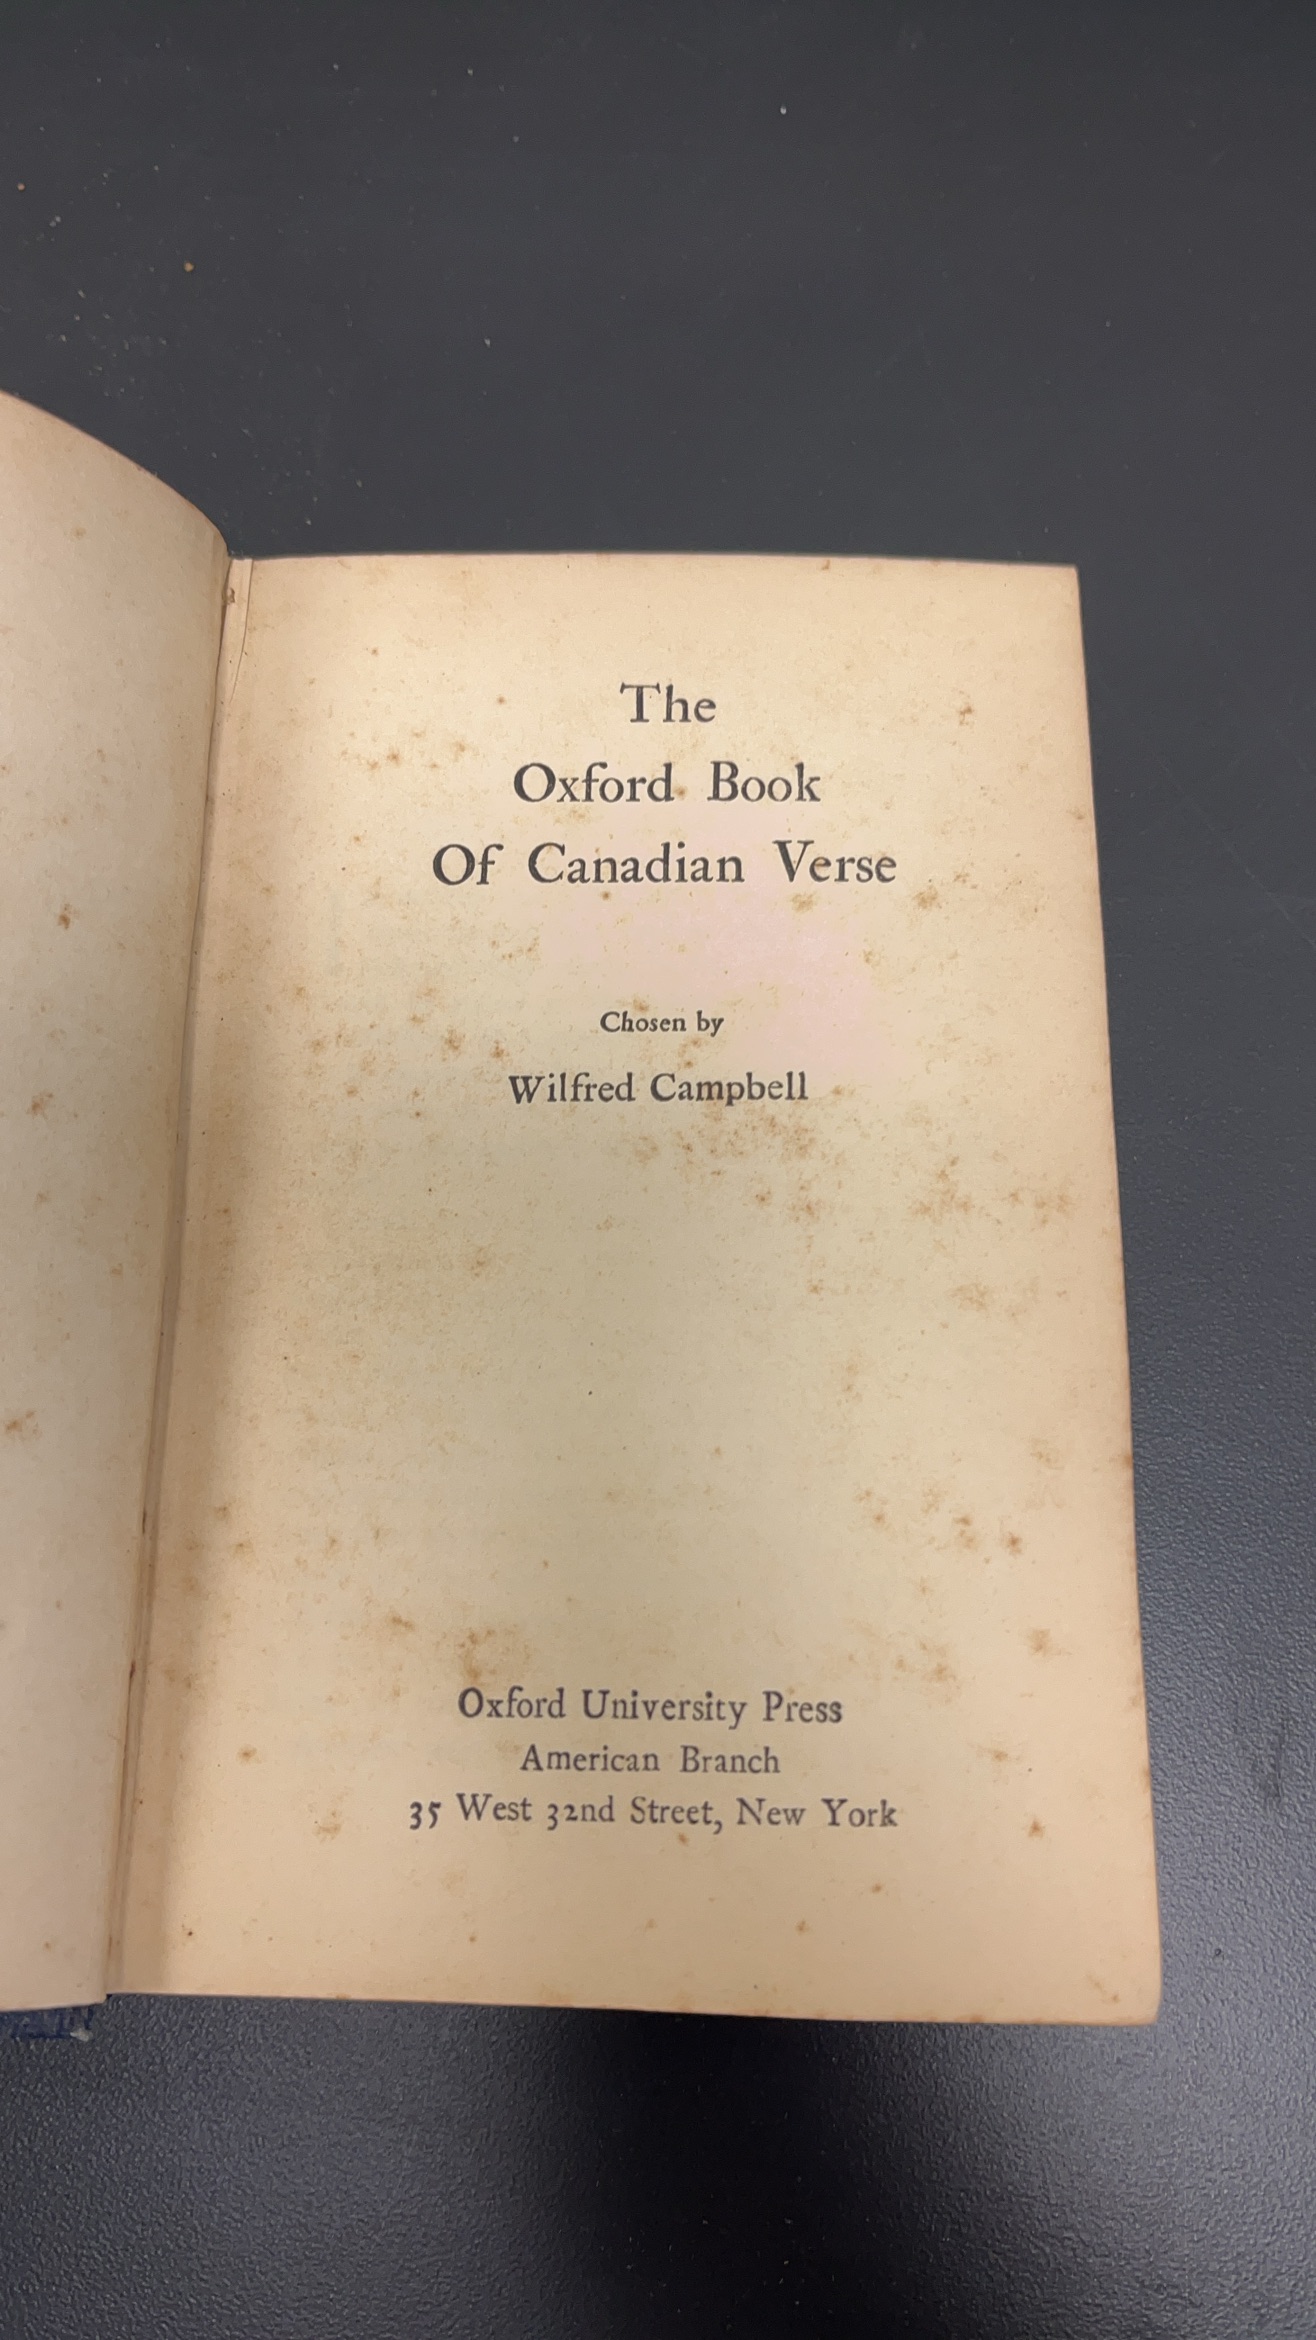 The
Oxford Book
Of Canadian Verse
Chosen by
Wilfred Campbell
Oxford University Press
American Branch
35 West 32nd Street, New York